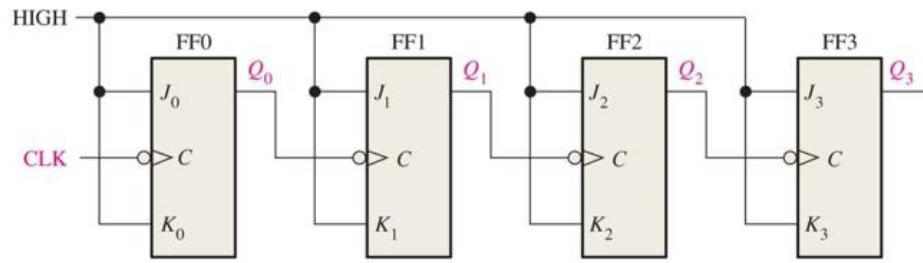 HIGH
FF0 FF1 FF2 FF3
Q0 Q1 Q2 Q3
J0 J1 J2 J3
CLK C C C C
K0 K1 K2 K3